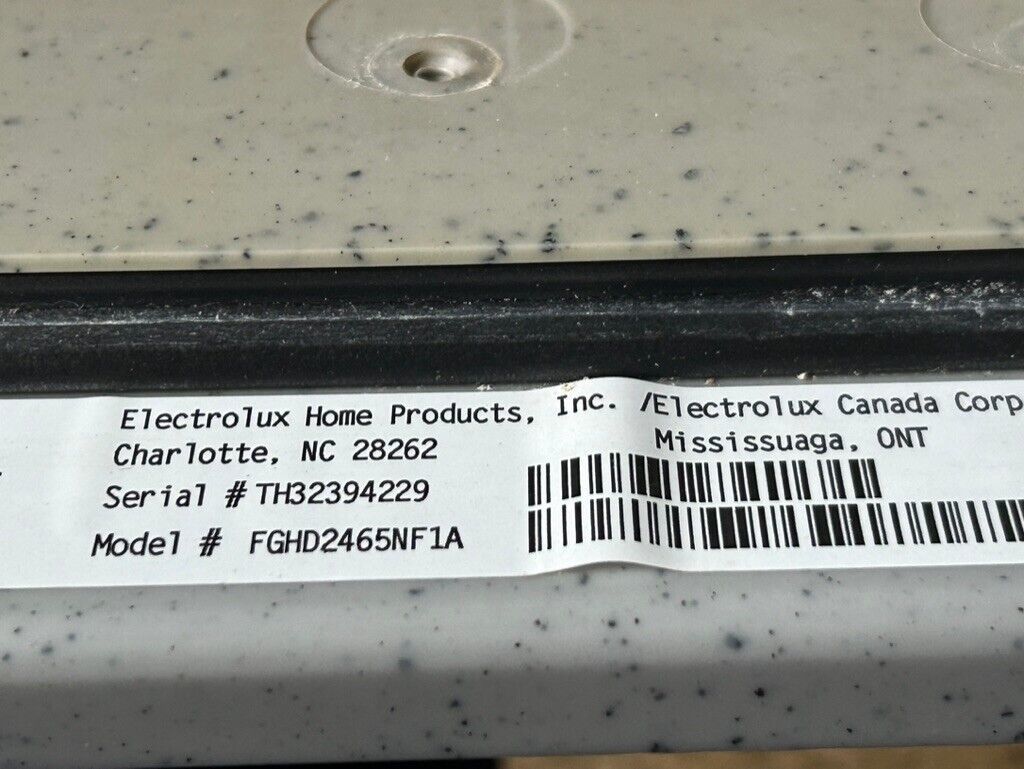 Electrolux Home Products, Inc. /Electrolux Canada Corp
Charlotte, NC 28262
Mississuaga, ONT
Serial # TH32394229
Model # FGHD2465NF1A